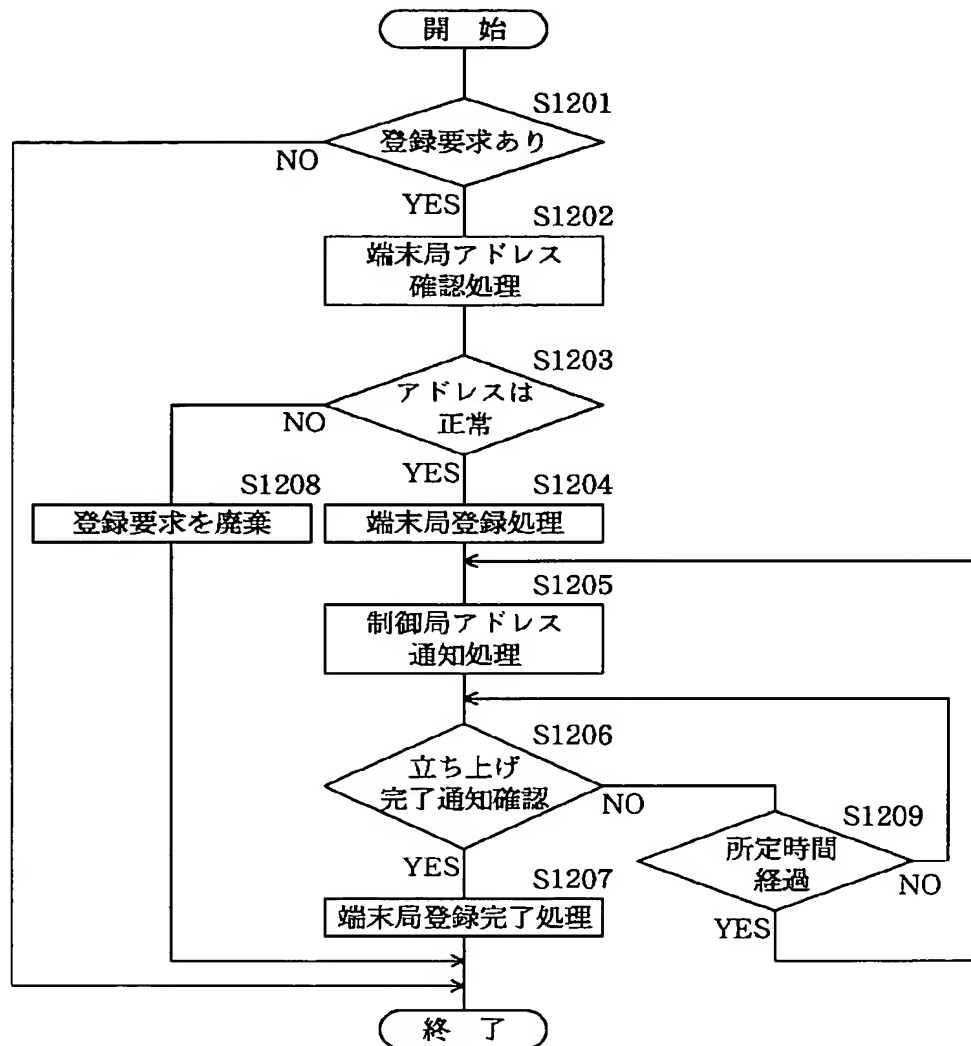 開 始
S1201
登録要求あり
NO
YES
S1202
端末局アドレス
確認処理
S1203
アドレスは
正常
NO
YES
S1208
登録要求を廃棄
S1204
端末局登録処理
S1205
制御局アドレス
通知処理
S1206
立ち上げ
完了通知確認
NO
YES
S1209
所定時間
経過
NO
YES
S1207
端末局登録完了処理
終 了